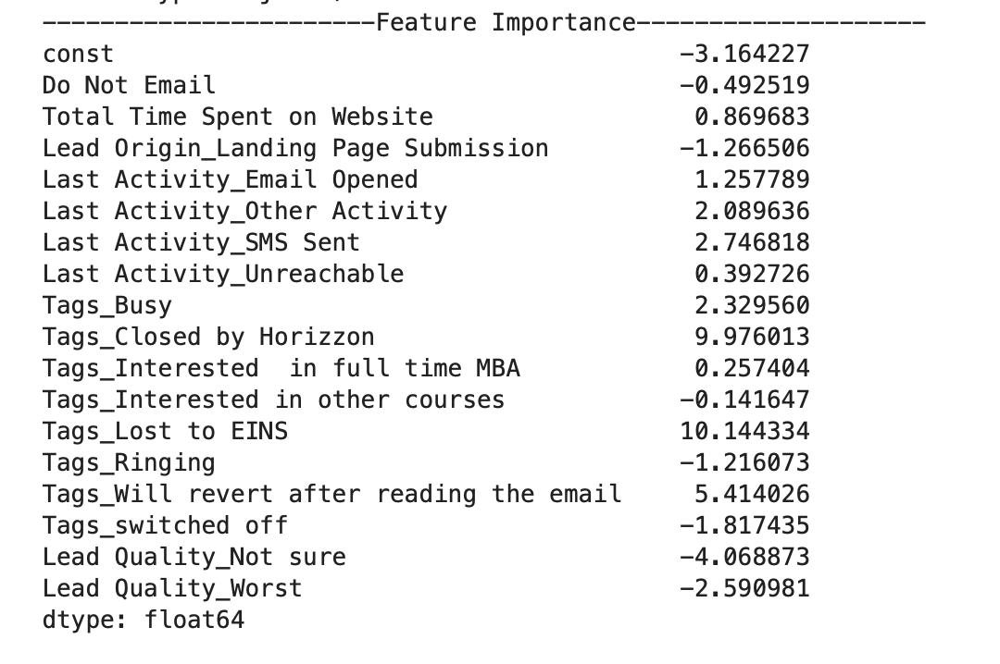 -----------------------Feature Importance--------------------
const -3.164227
Do Not Email -0.492519
Total Time Spent on Website 0.869683
Lead Origin_Landing Page Submission -1.266506
Last Activity_Email Opened 1.257789
Last Activity_Other Activity 2.089636
Last Activity_SMS Sent 2.746818
Last Activity_Unreachable 0.392726
Tags_Busy 2.329560
Tags_Closed by Horizzon 9.976013
Tags_Interested  in full time MBA 0.257404
Tags_Interested in other courses -0.141647
Tags_Lost to EINS 10.144334
Tags_Ringing -1.216073
Tags_Will revert after reading the email 5.414026
Tags_switched off -1.817435
Lead Quality_Not sure -4.068873
Lead Quality_Worst -2.590981
dtype: float64